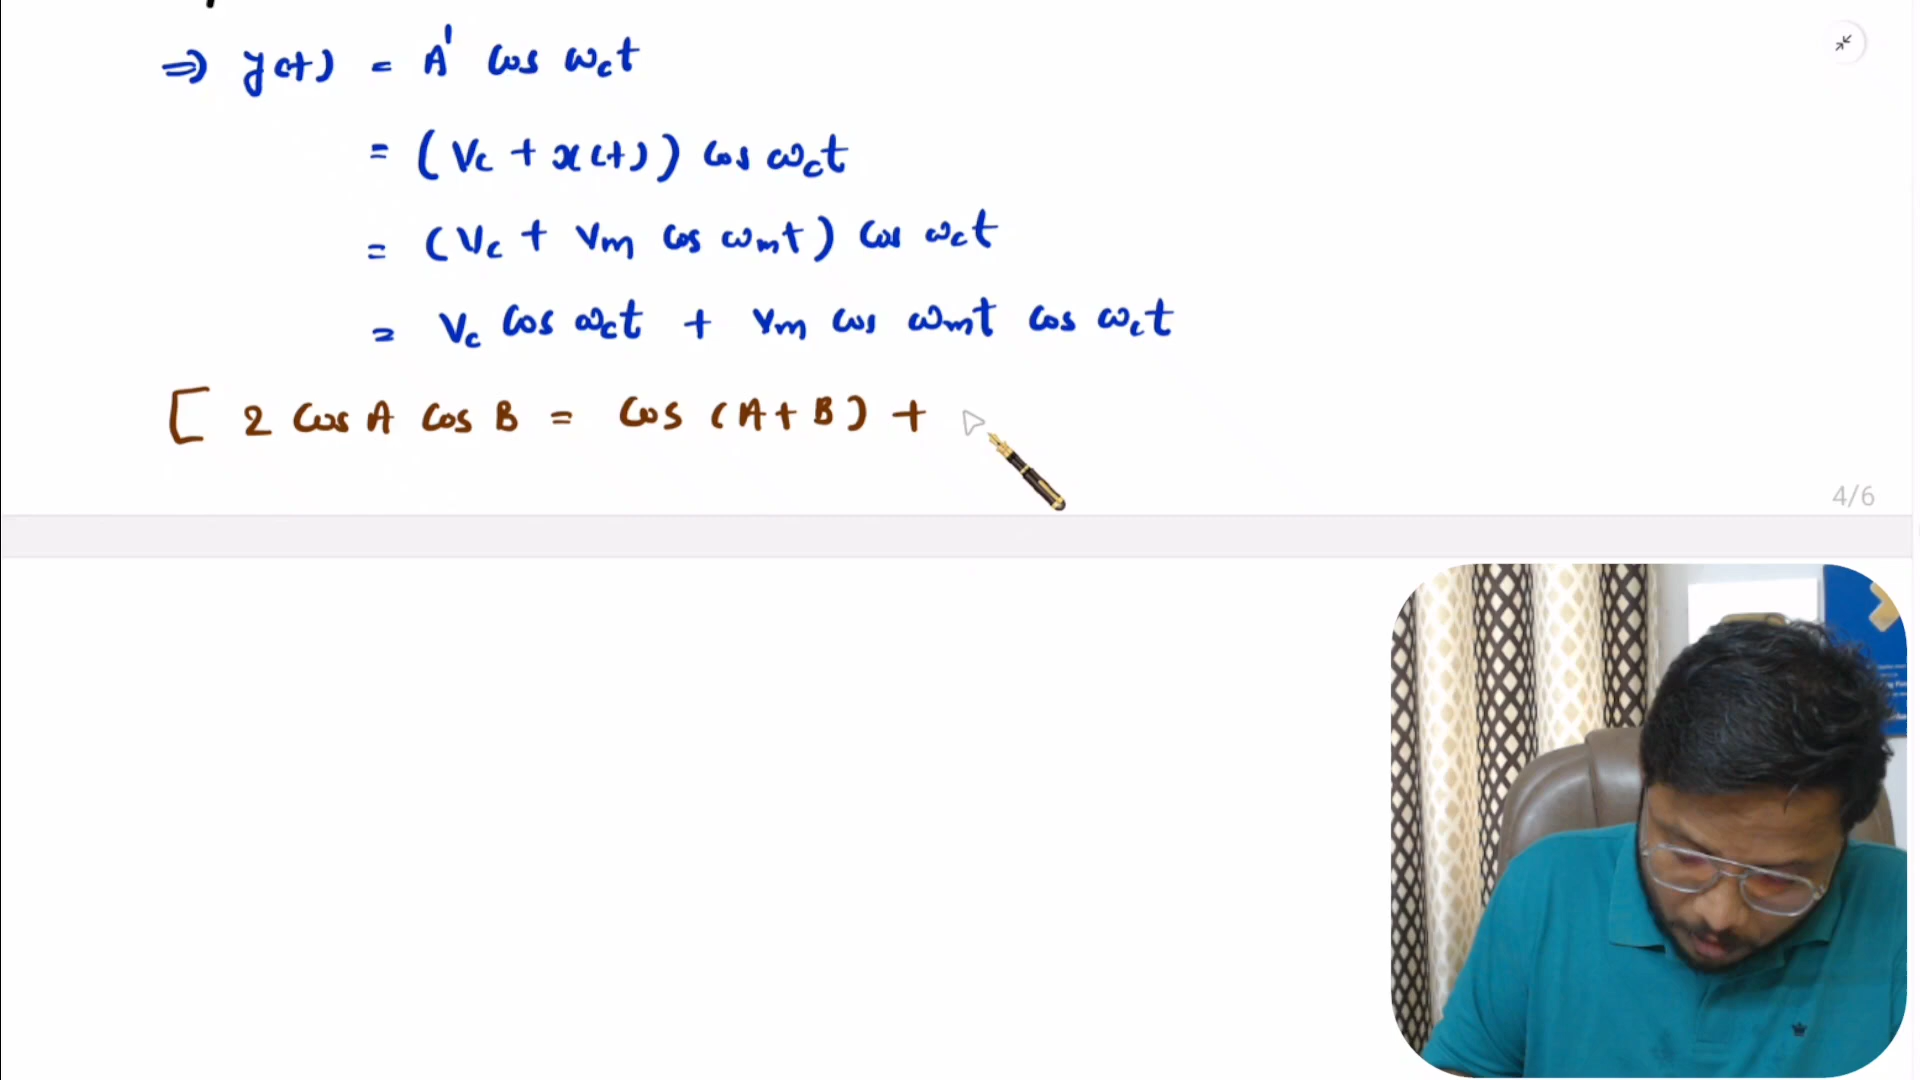 ⇒ y(t) = A' cos ωct
= (Vc + x(t)) cos ωct
= (Vc + Vm cos ωmt) cos ωct
= Vc cos ωct + Vm cos ωmt cos ωct
[ 2 cos A cos B = cos (A+B) +
4/6